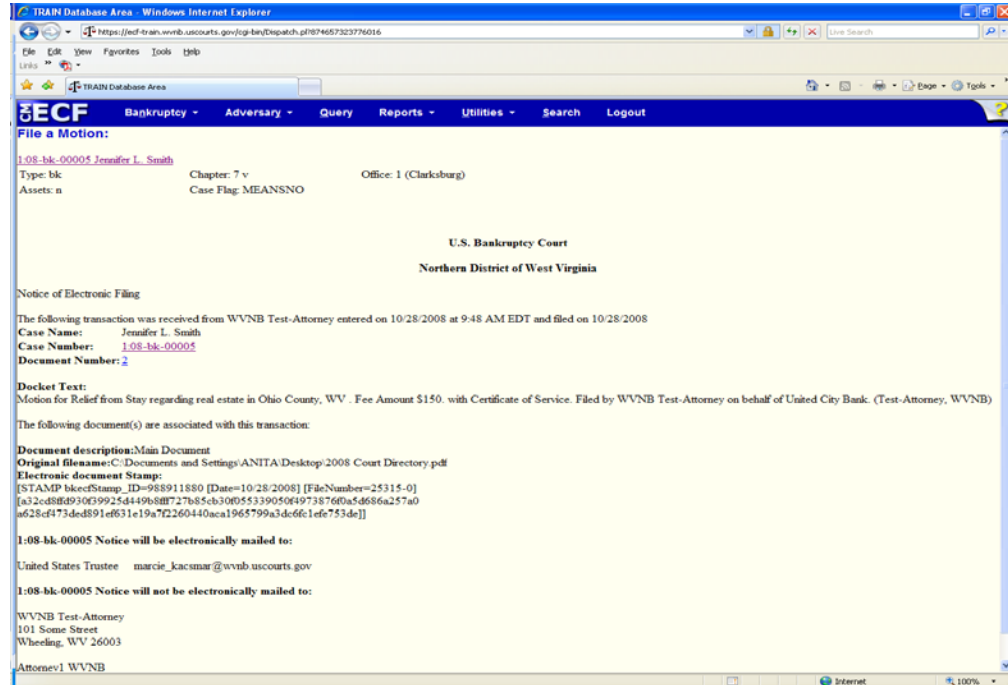 TRAIN Database Area - Windows Internet Explorer
https://ecf-train.wvnb.uscourts.gov/cgi-bin/Dispatch.pl?874657323776016
Live Search
File Edit View Favorites Tools Help
Links
TRAIN Database Area
Page Tools
CM ECF Bankruptcy Adversary Query Reports Utilities Search Logout ?
File a Motion:
1:08-bk-00005 Jennifer L. Smith
Type: bk Chapter: 7 v Office: 1 (Clarksburg)
Assets: n Case Flag: MEANSNO
U.S. Bankruptcy Court
Northern District of West Virginia
Notice of Electronic Filing
The following transaction was received from WVNB Test-Attorney entered on 10/28/2008 at 9:48 AM EDT and filed on 10/28/2008
Case Name: Jennifer L. Smith
Case Number: 1:08-bk-00005
Document Number: 2
Docket Text:
Motion for Relief from Stay regarding real estate in Ohio County, WV . Fee Amount $150. with Certificate of Service. Filed by WVNB Test-Attorney on behalf of United City Bank. (Test-Attorney, WVNB)
The following document(s) are associated with this transaction:
Document description:Main Document
Original filename:C:\Documents and Settings\ANITA\Desktop\2008 Court Directory.pdf
Electronic document Stamp:
[STAMP bkecfStamp_ID=988911880 [Date=10/28/2008] [FileNumber=25315-0]
[a32cd8ffd930f39925d449b8fff727b85cb30f055339050f4973876f0a5d686a257a0
a628cf473ded891ef631e19a7f2260440aca1965799a3dc6fc1efe753de]]
1:08-bk-00005 Notice will be electronically mailed to:
United States Trustee marcie_kacsmar@wvnb.uscourts.gov
1:08-bk-00005 Notice will not be electronically mailed to:
WVNB Test-Attorney
101 Some Street
Wheeling, WV 26003
Attorney1 WVNB
Internet 100%